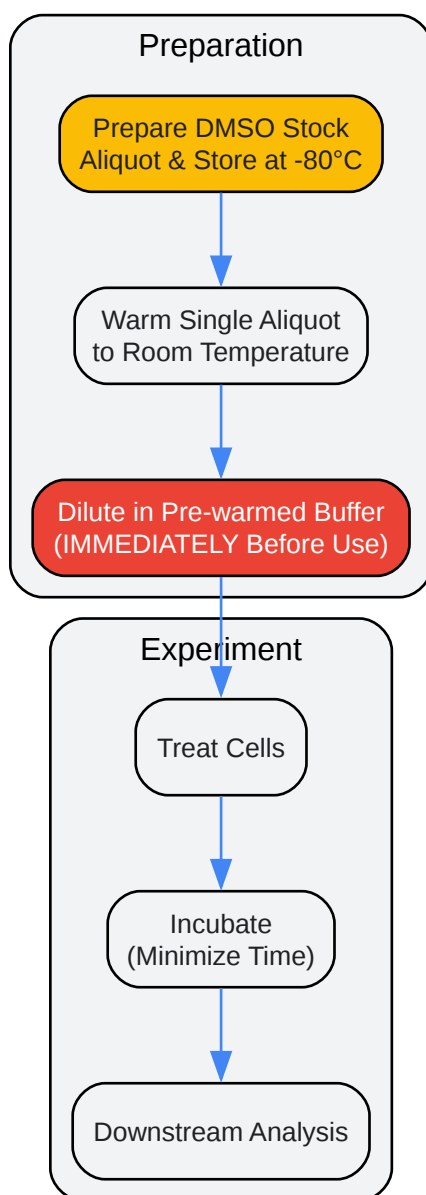 Preparation
Prepare DMSO Stock
Aliquot & Store at -80°C
Warm Single Aliquot
to Room Temperature
Dilute in Pre-warmed Buffer
(IMMEDIATELY Before Use)
Experiment
Treat Cells
Incubate
(Minimize Time)
Downstream Analysis